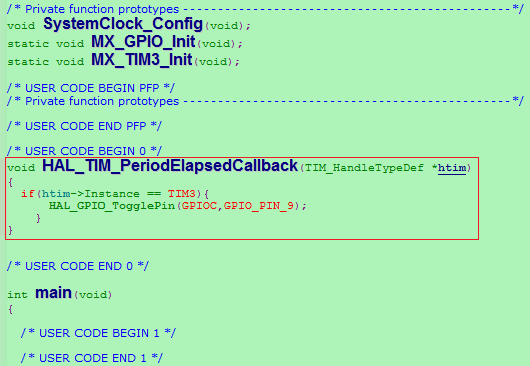 /* Private function prototypes -----------------------------------------------*/
void SystemClock_Config(void);
static void MX_GPIO_Init(void);
static void MX_TIM3_Init(void);
/* USER CODE BEGIN PFP */
/* Private function prototypes -----------------------------------------------*/
/* USER CODE END PFP */
/* USER CODE BEGIN 0 */
void HAL_TIM_PeriodElapsedCallback(TIM_HandleTypeDef *htim)
{
if(htim->Instance == TIM3){
HAL_GPIO_TogglePin(GPIOC,GPIO_PIN_9);
}
}
/* USER CODE END 0 */
int main(void)
{
/* USER CODE BEGIN 1 */
/* USER CODE END 1 */